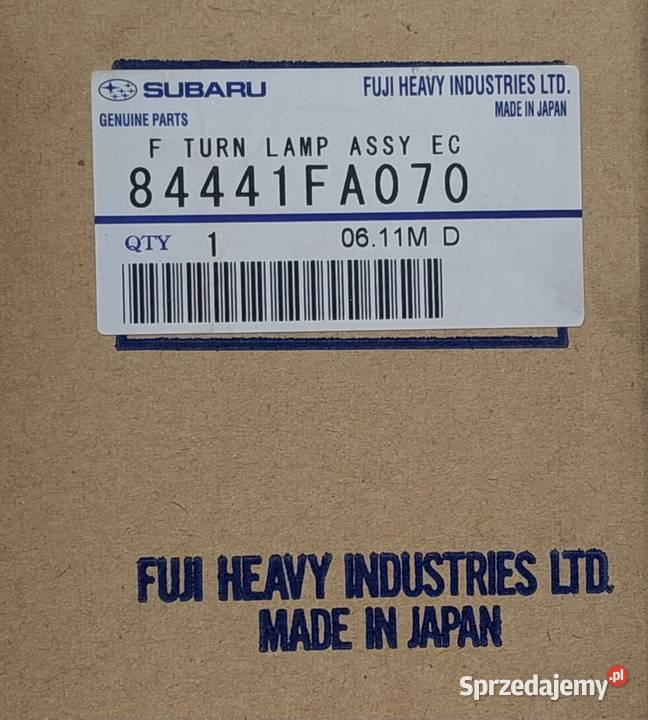 SUBARU FUJI HEAVY INDUSTRIES LTD.
GENUINE PARTS MADE IN JAPAN
F TURN LAMP ASSY EC
84441FA070
QTY 1 06.11M D
FUJI HEAVY INDUSTRIES LTD.
MADE IN JAPAN
Sprzedajemy.pl